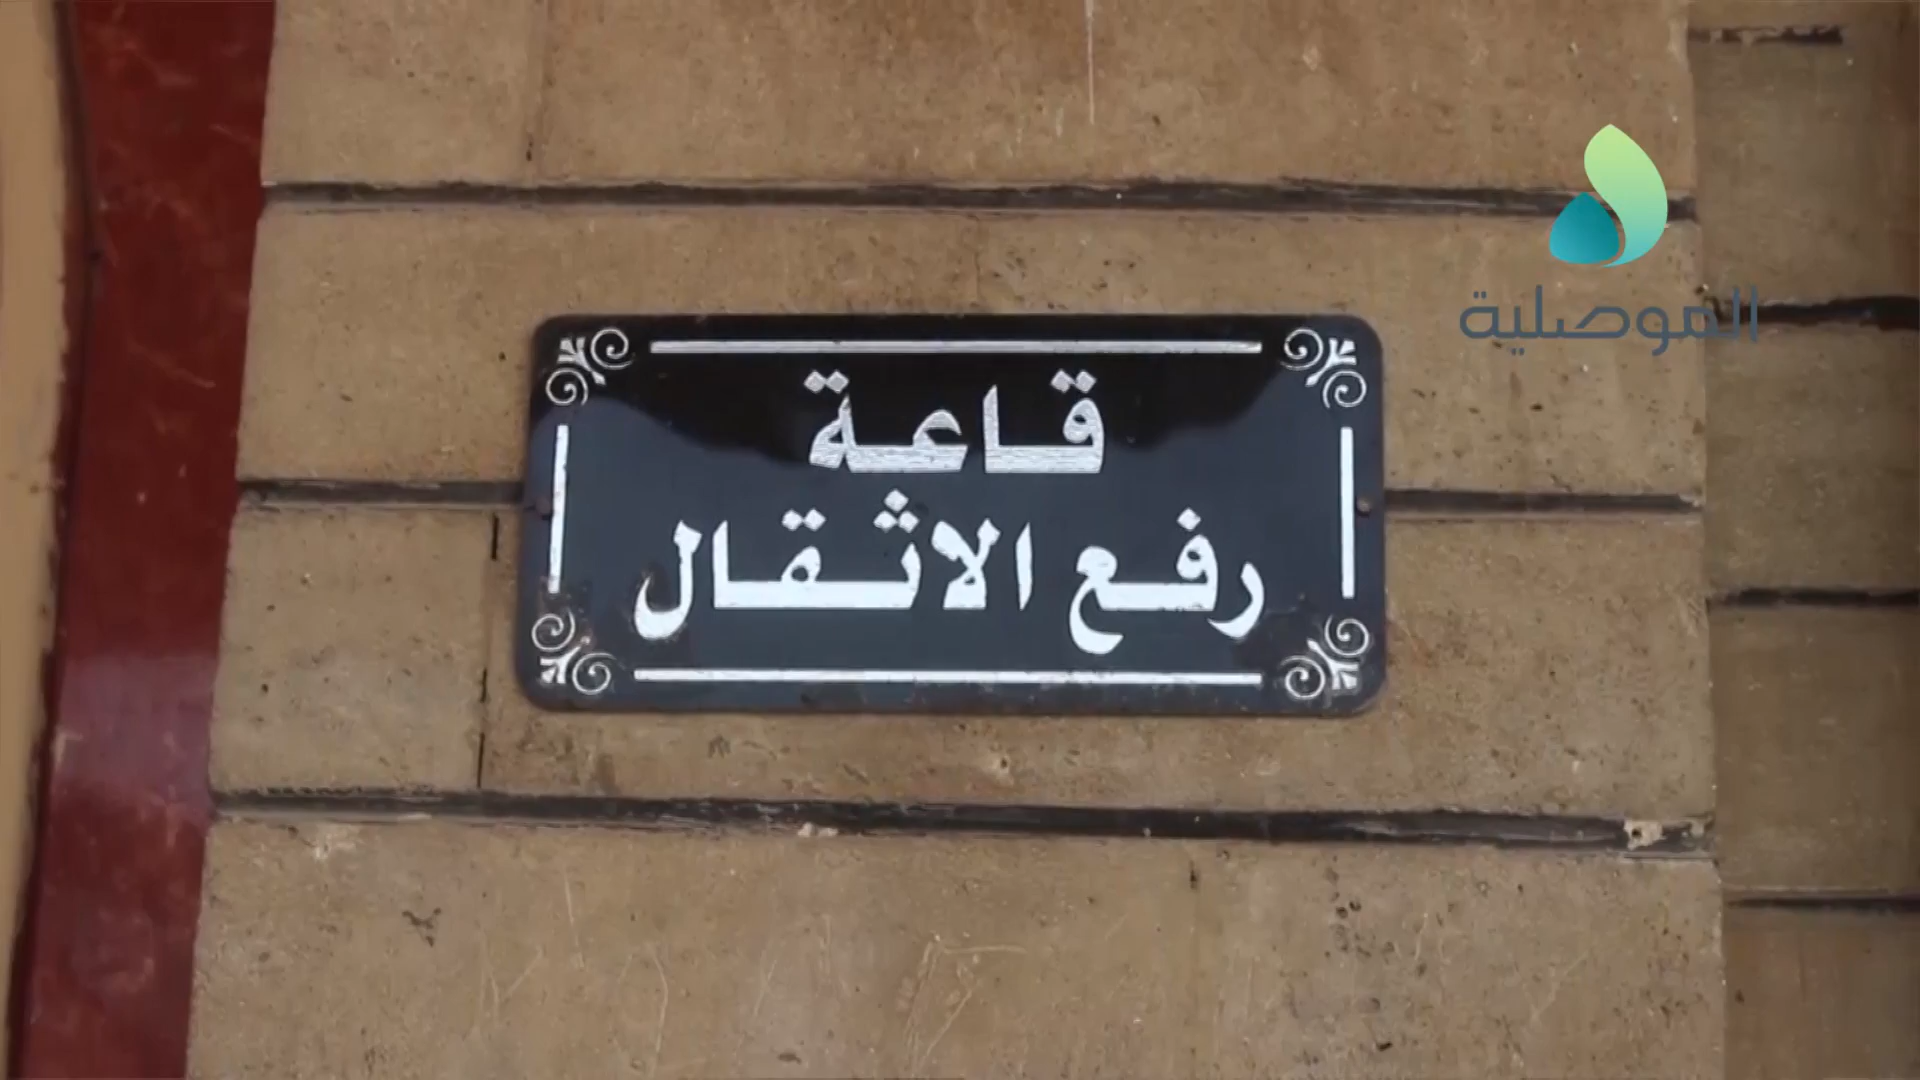 الموصلية
قاعة
رفع الاثقال